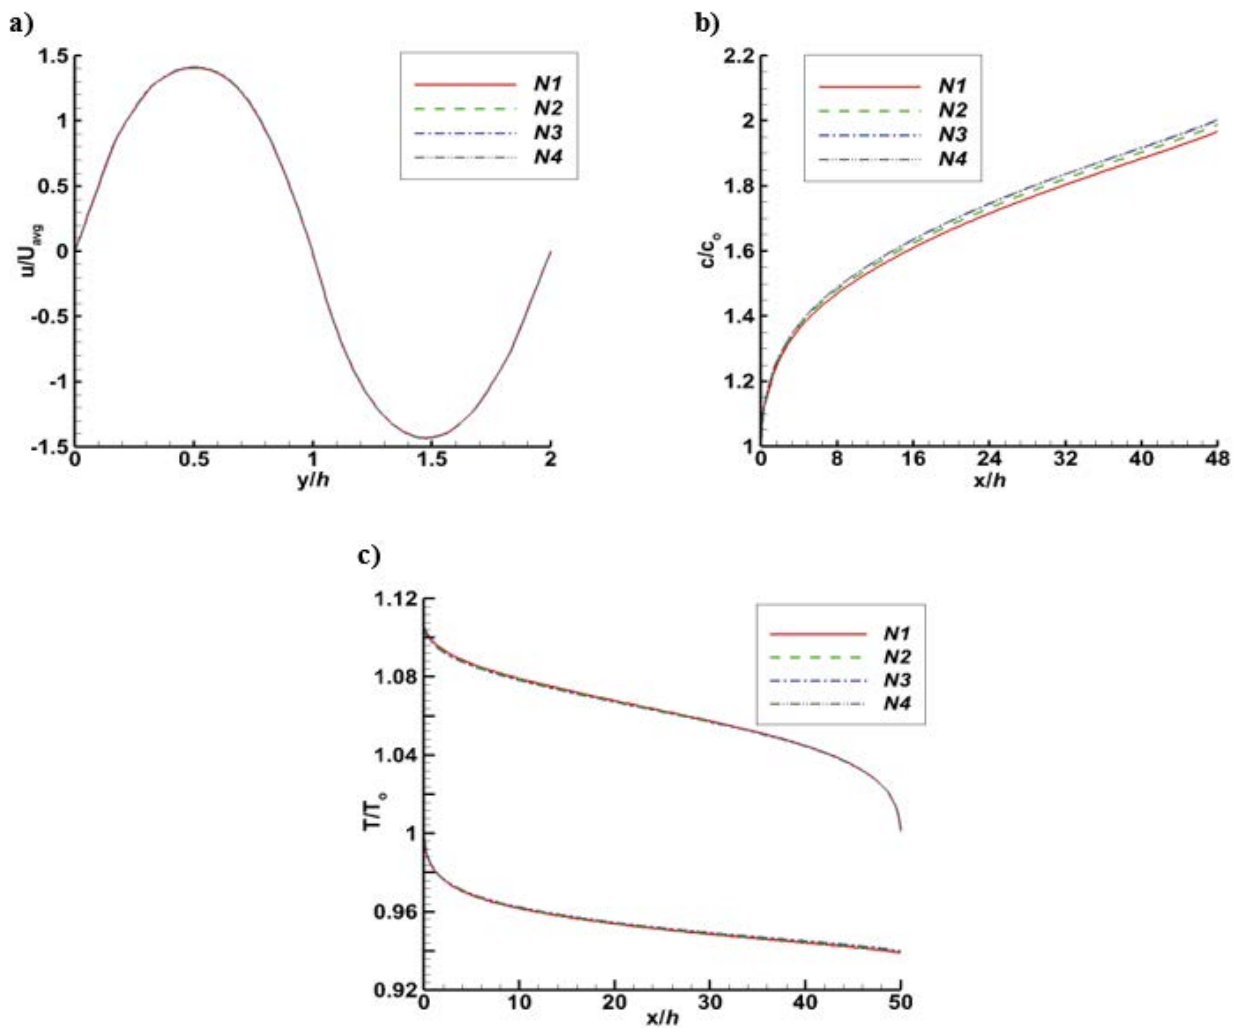 a)
1.5
1
0.5
0
-0.5
-1
-1.5
u/Uavg
0 0.5 1 1.5 2
y/h
N1
N2
N3
N4
b)
2.2
2
1.8
1.6
1.4
1.2
1
c/co
0 8 16 24 32 40 48
x/h
N1
N2
N3
N4
c)
1.12
1.08
1.04
1
0.96
0.92
T/To
0 10 20 30 40 50
x/h
N1
N2
N3
N4